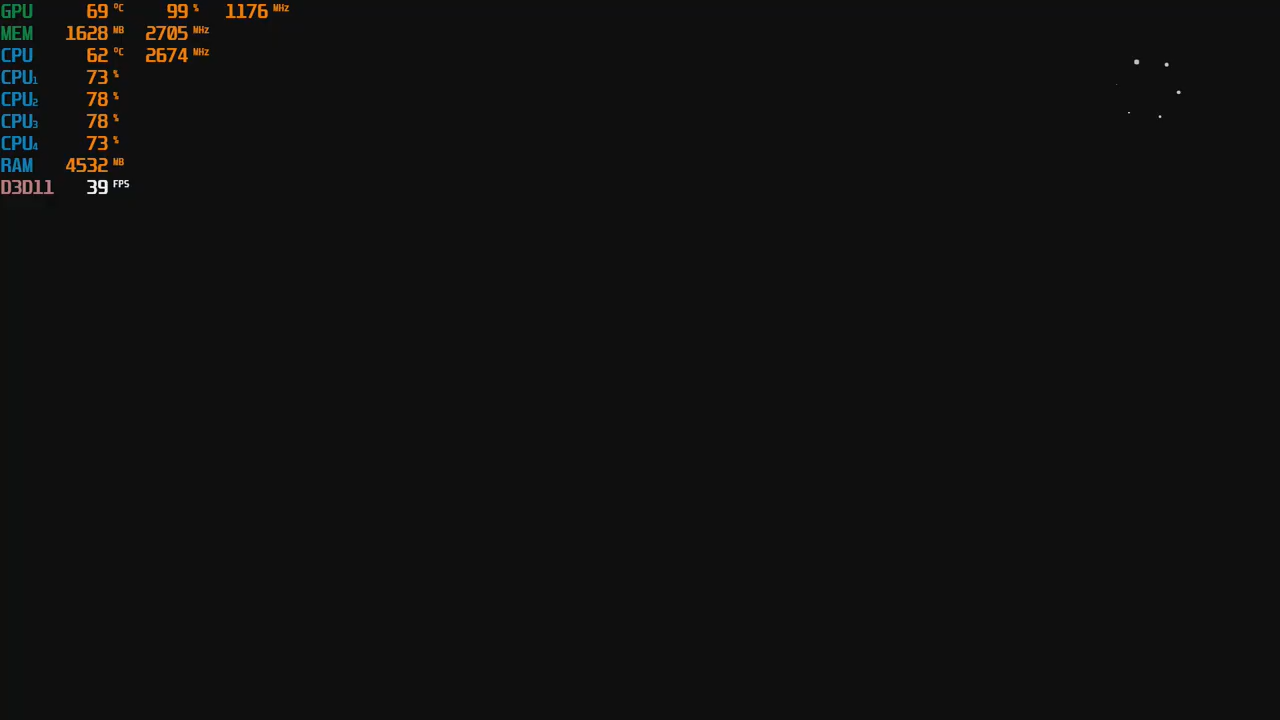 GPU 69 °C 99 % 1176 MHz
MEM 1628 MB 2705 MHz
CPU 62 °C 2674 MHz
CPU1 73 %
CPU2 78 %
CPU3 78 %
CPU4 73 %
RAM 4532 MB
D3D11 39 FPS